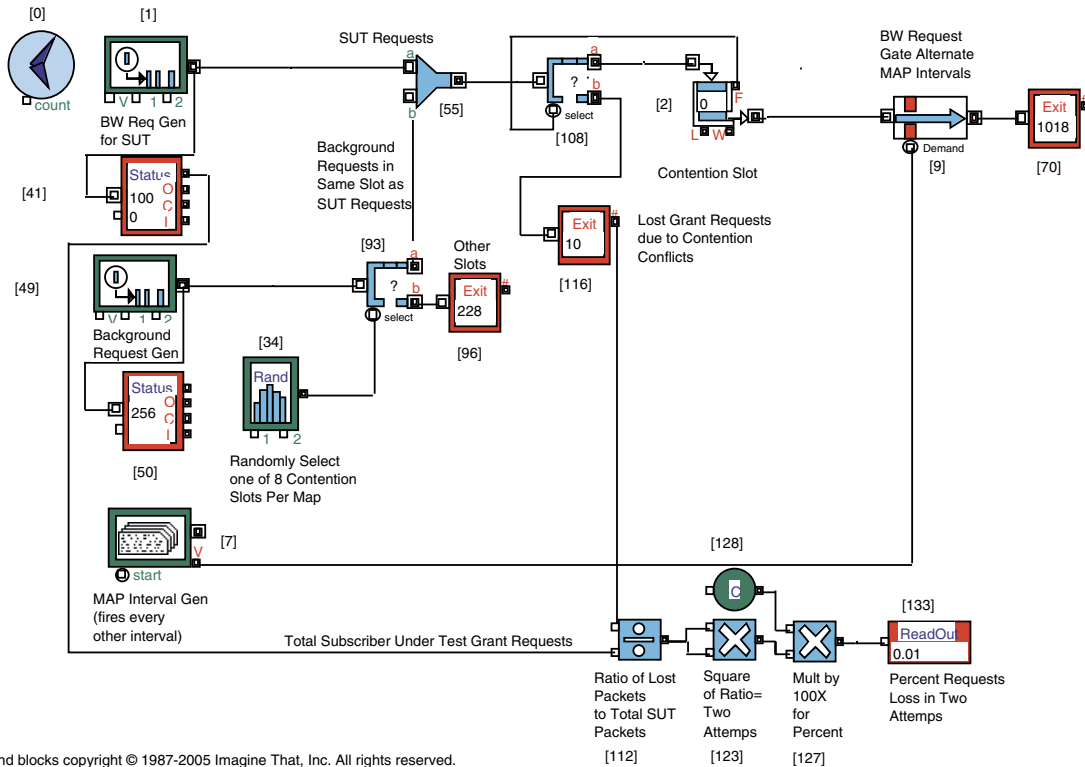 [0]
count
[1]
V 1 2
BW Req Gen
for SUT
SUT Requests
a
b
[55]
?
a
b
select
[108]
[2]
0
F
L W
Contention Slot
BW Request
Gate Alternate
MAP Intervals
Demand
[9]
Exit
1018
#
[70]
[41]
Status
100
0
O
C
I
Background
Requests in
Same Slot as
SUT Requests
Exit
10
#
[116]
Lost Grant Requests
due to Contention
Conflicts
[49]
V 1 2
Background
Request Gen
[93]
?
a
b
select
Other
Slots
Exit
228
#
[96]
[34]
Rand
1 2
Randomly Select
one of 8 Contention
Slots Per Map
Status
256
O
C
I
[50]
[7]
V
start
MAP Interval Gen
(fires every
other interval)
Total Subscriber Under Test Grant Requests
[128]
C
[133]
ReadOut
0.01
Ratio of Lost
Packets
to Total SUT
Packets
[112]
Square
of Ratio=
Two
Attemps
[123]
Mult by
100X
for
Percent
[127]
Percent Requests
Loss in Two
Attemps
nd blocks copyright © 1987-2005 Imagine That, Inc. All rights reserved.